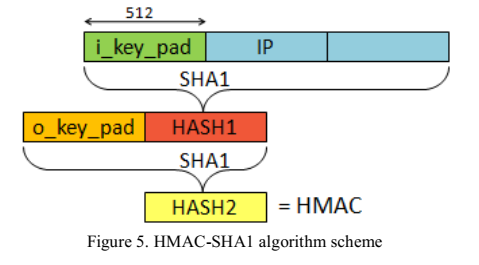 512
i_key_pad IP
SHA1
o_key_pad HASH1
SHA1
HASH2 = HMAC
Figure 5. HMAC-SHA1 algorithm scheme